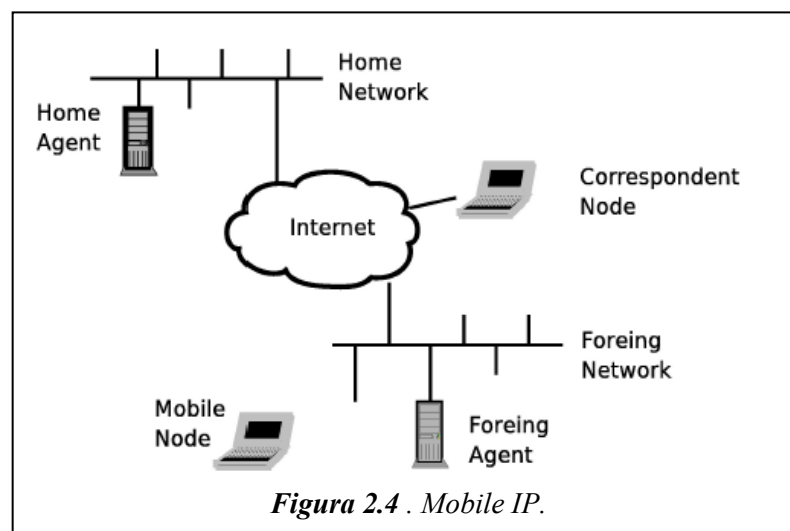 Home
Network
Home
Agent
Correspondent
Node
Internet
Foreing
Network
Mobile
Node
Foreing
Agent
Figura 2.4 . Mobile IP.